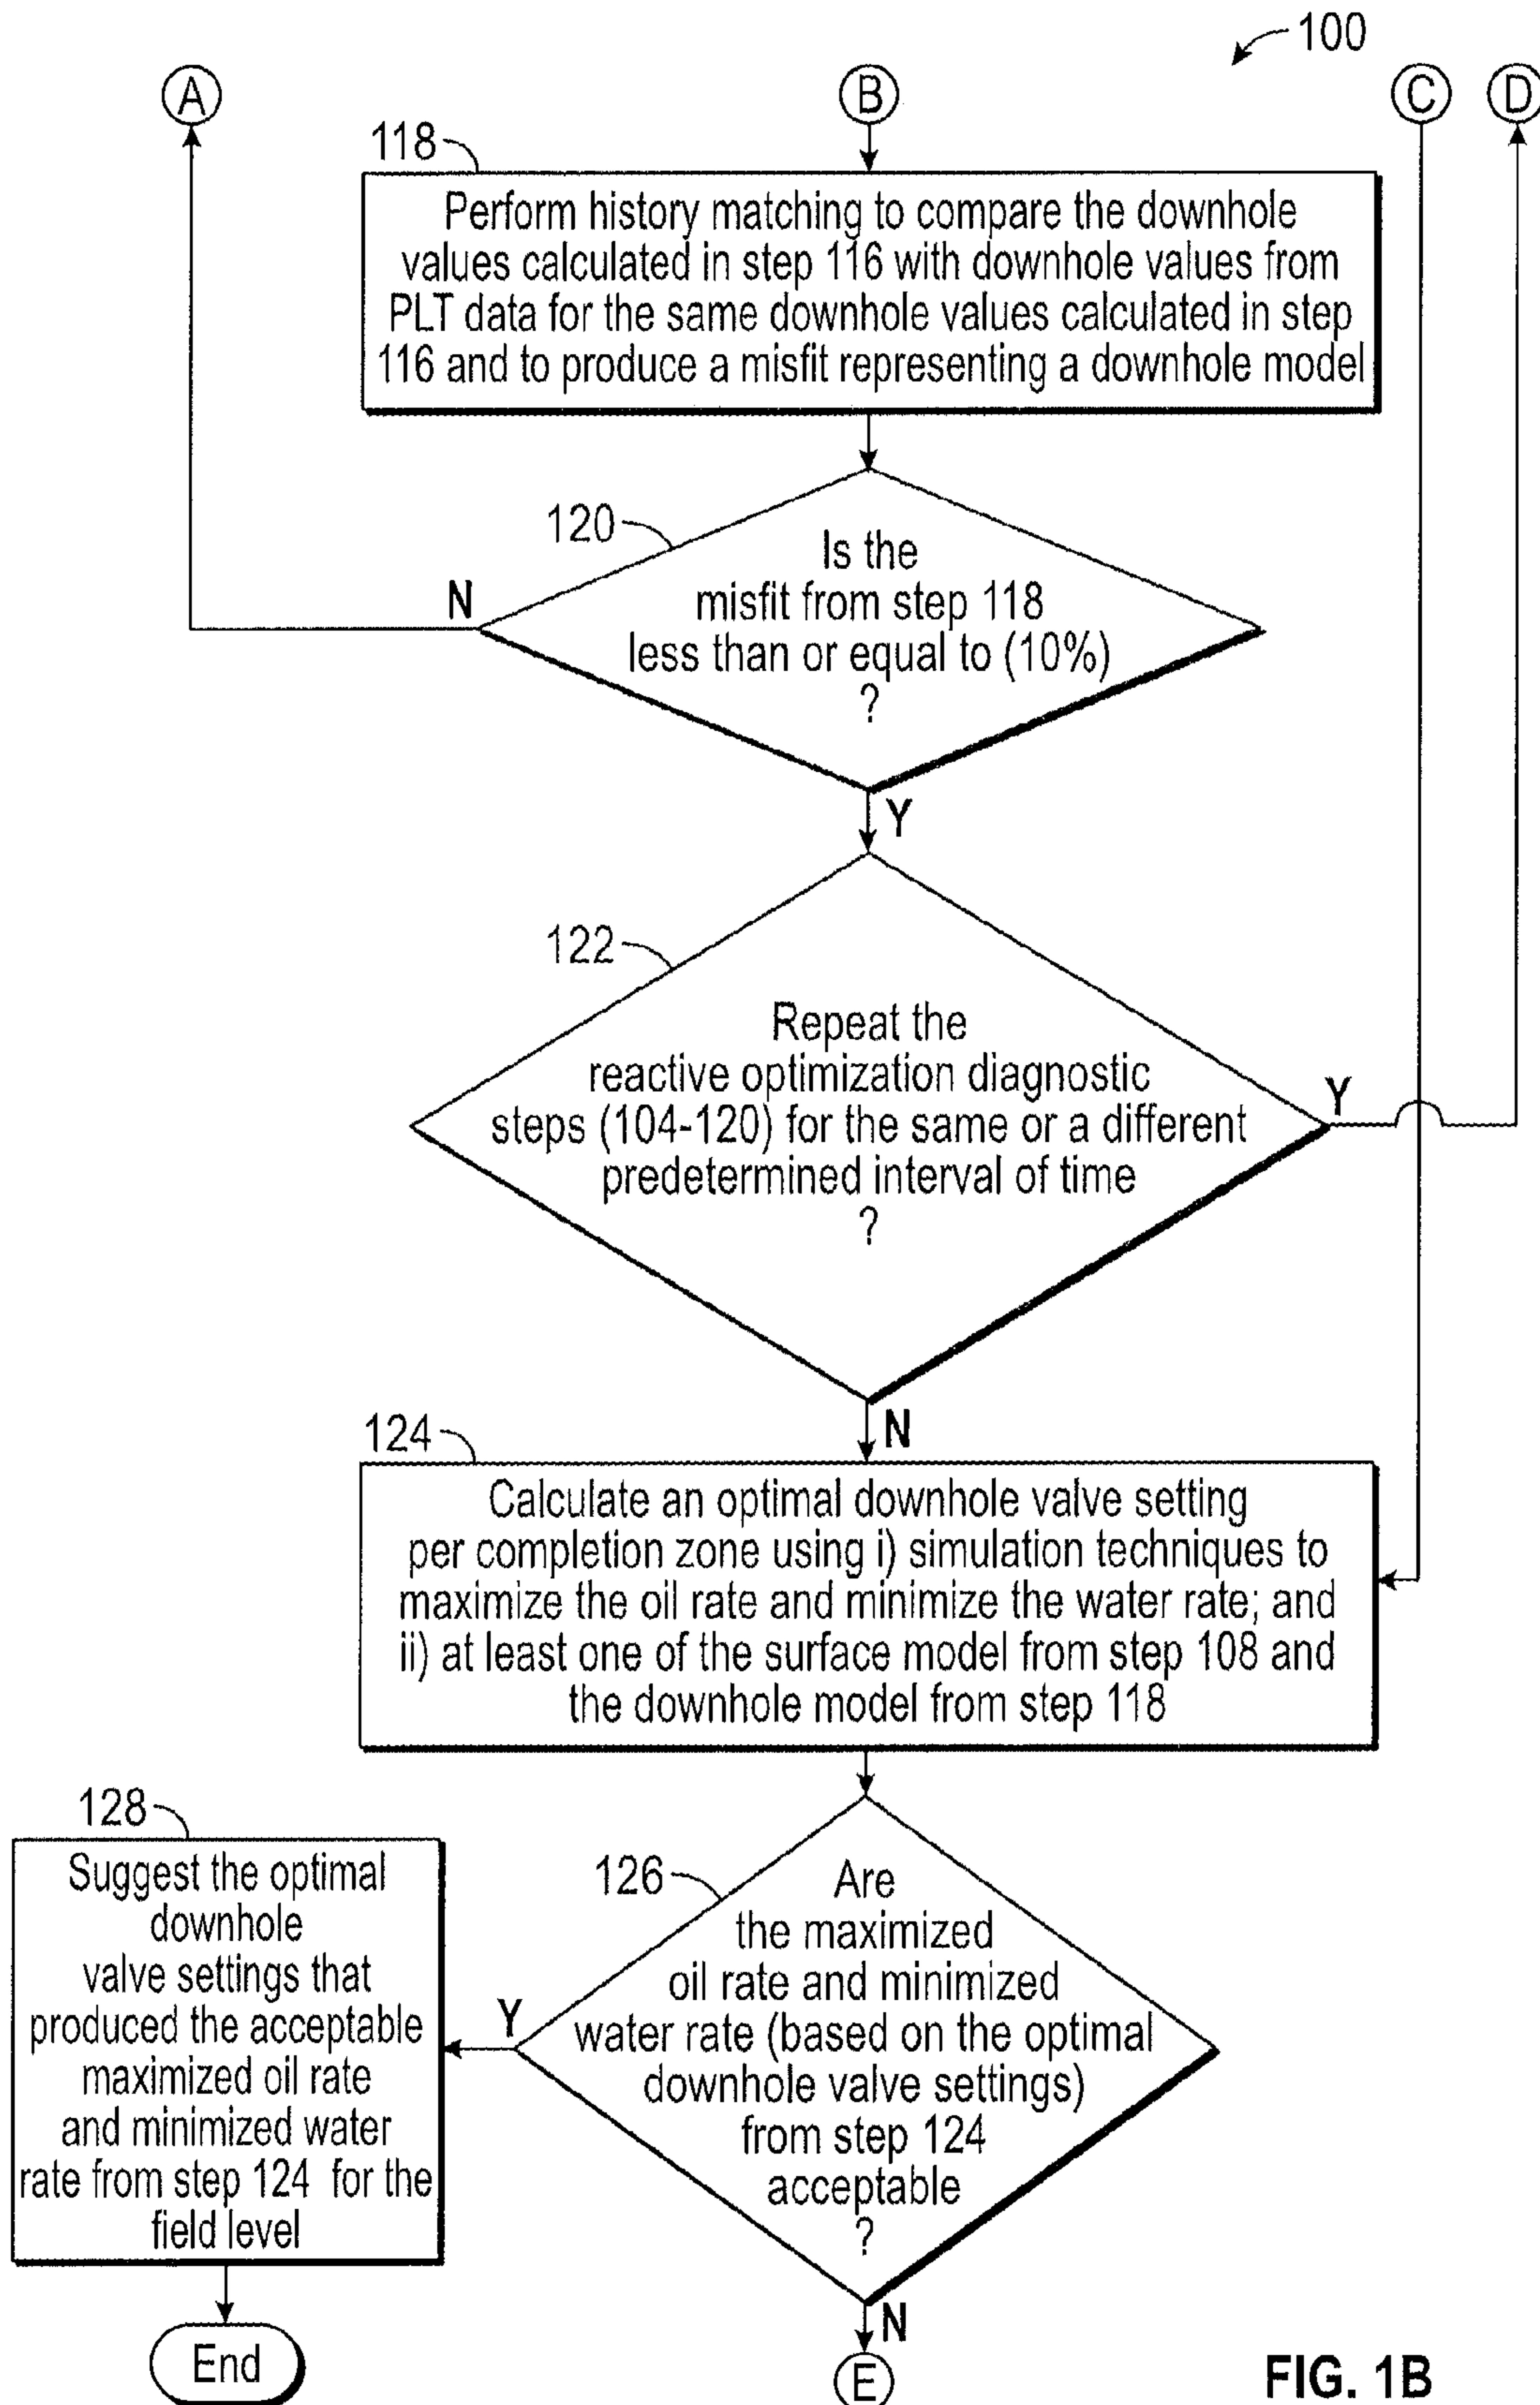 100
A
B
C
D
118
Perform history matching to compare the downhole
values calculated in step 116 with downhole values from
PLT data for the same downhole values calculated in step
116 and to produce a misfit representing a downhole model
120
Is the
misfit from step 118
less than or equal to (10%)
?
N
Y
122
Repeat the
reactive optimization diagnostic
steps (104-120) for the same or a different
predetermined interval of time
?
Y
N
124
Calculate an optimal downhole valve setting
per completion zone using i) simulation techniques to
maximize the oil rate and minimize the water rate; and
ii) at least one of the surface model from step 108 and
the downhole model from step 118
126
Are
the maximized
oil rate and minimized
water rate (based on the optimal
downhole valve settings)
from step 124
acceptable
?
Y
N
128
Suggest the optimal
downhole
valve settings that
produced the acceptable
maximized oil rate
and minimized water
rate from step 124 for the
field level
End
E
FIG. 1B